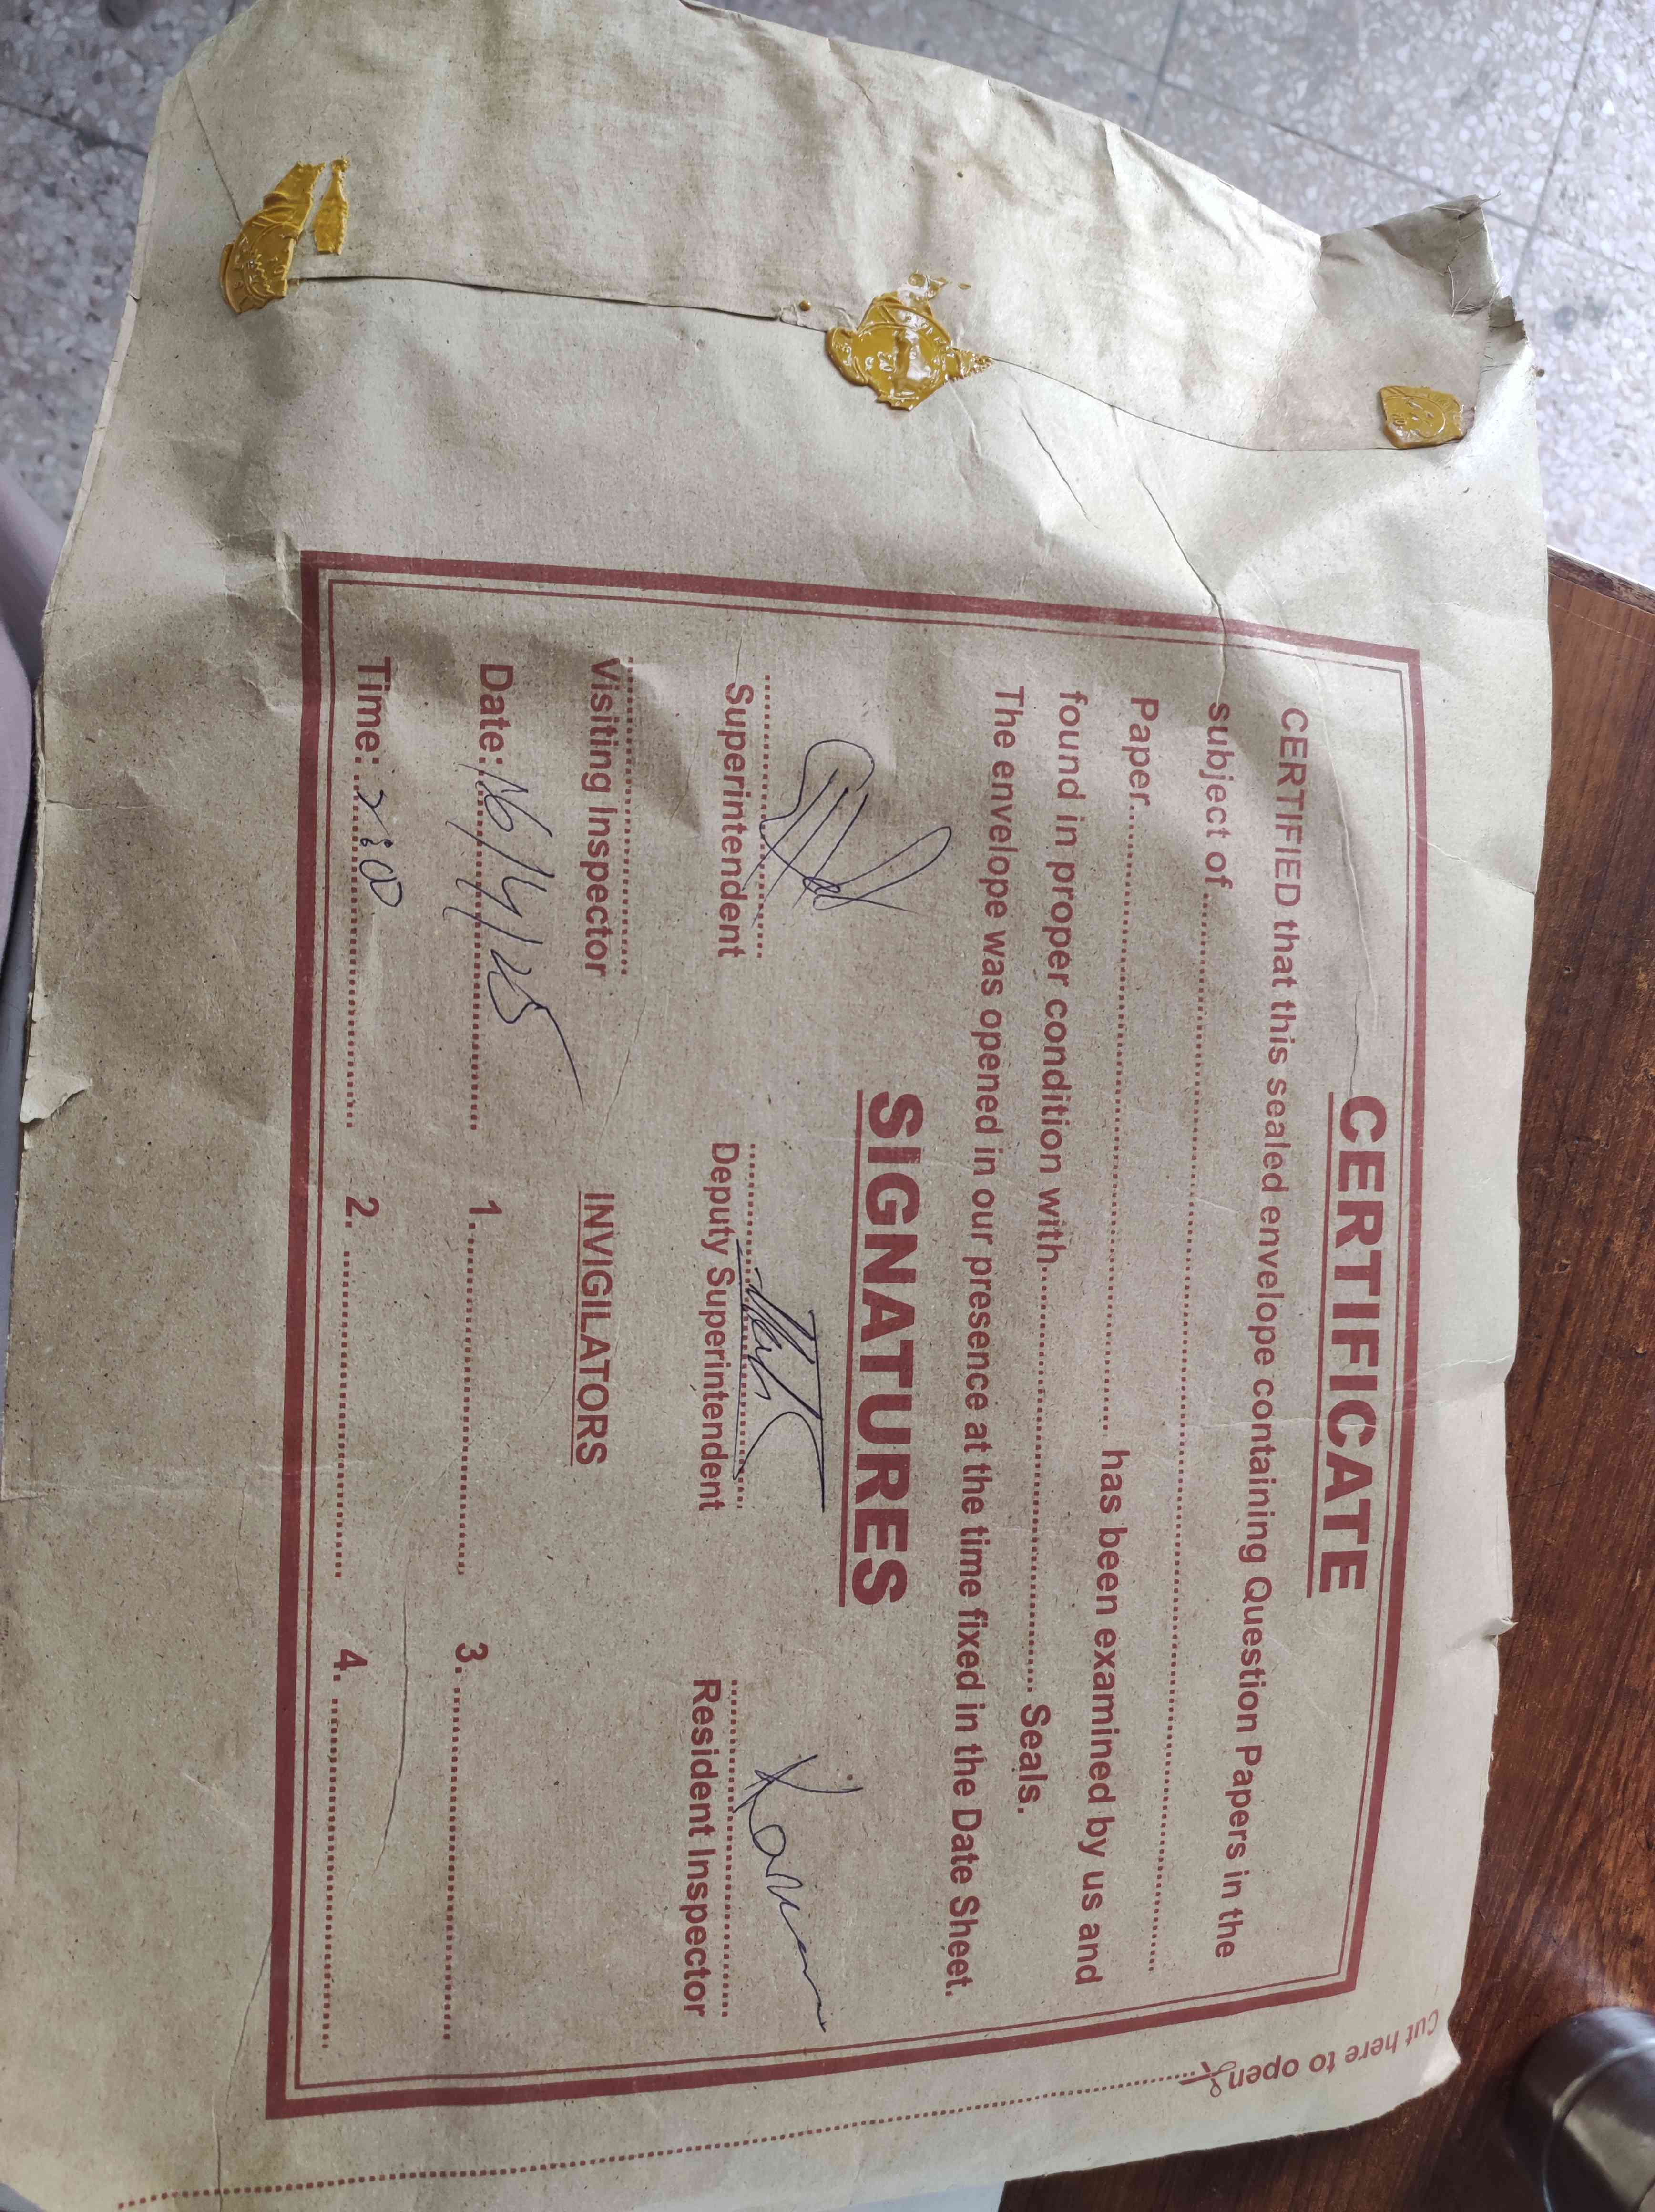 CERTIFICATE
CERTIFIED that this sealed envelope containing Question Papers in the
subject of........................................................................
Paper........................................ has been examined by us and
found in proper condition with........................................ Seals.
The envelope was opened in our presence at the time fixed in the Date Sheet.
SIGNATURES
Superintendent Deputy Superintendent Resident Inspector
Visiting Inspector INVIGILATORS
Date: 16/4/25 1. ........................ 3. ........................
Time: 2:00 2. ........................ 4. ........................
Cut here to open